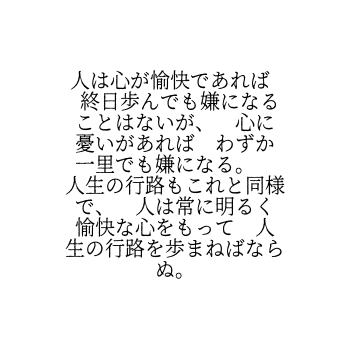 人は心が愉快であれば
終日歩んでも嫌になる
ことはないが、　心に
憂いがあれば　わずか
一里でも嫌になる。
人生の行路もこれと同様
で、　人は常に明るく
愉快な心をもって　人
生の行路を歩まねばなら
ぬ。